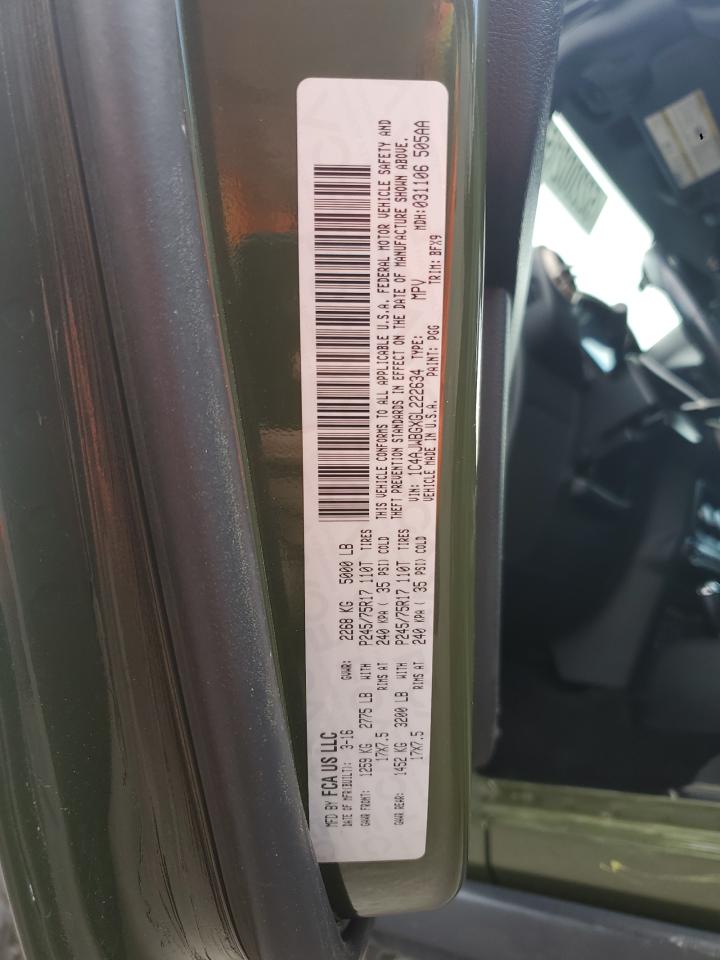 MFD BY FCA US LLC
DATE OF MFR(BUILT): 3-16 GVWR: 2268 KG 5000 LB
GAWR FRONT: 1259 KG 2775 LB WITH P245/75R17 110T TIRES
17X7.5 RIMS AT 240 KPA ( 35 PSI) COLD
GAWR REAR: 1452 KG 3200 LB WITH P245/75R17 110T TIRES
17X7.5 RIMS AT 240 KPA ( 35 PSI) COLD
THIS VEHICLE CONFORMS TO ALL APPLICABLE U.S.A. FEDERAL MOTOR VEHICLE SAFETY AND
THEFT PREVENTION STANDARDS IN EFFECT ON THE DATE OF MANUFACTURE SHOWN ABOVE.
VIN: 1C4AJWBGXGL222634 TYPE: MPV MDH:031106 505AA
VEHICLE MADE IN U.S.A. PAINT: PGG TRIM: BFX9